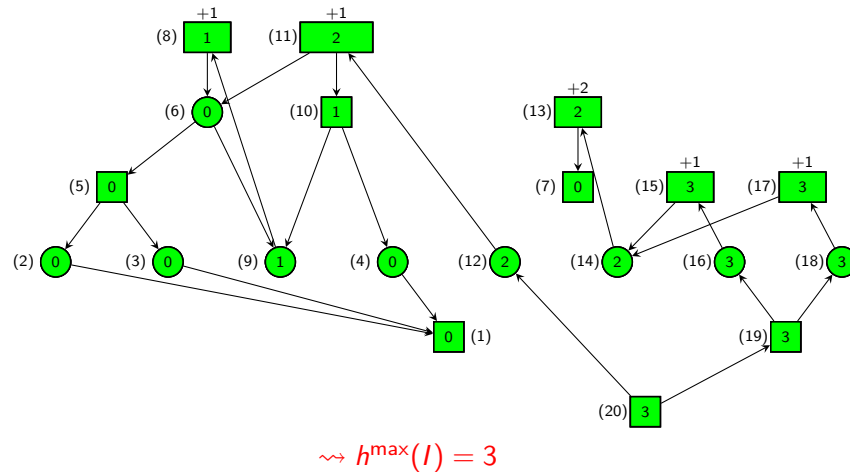 +1 +1
(8) 1 (11) 2
+2
(6) 0 (10) 1 (13) 2
+1 +1
(5) 0 (7) 0 (15) 3 (17) 3
(2) 0 (3) 0 (9) 1 (4) 0 (12) 2 (14) 2 (16) 3 (18) 3
0 (1) (19) 3
(20) 3
⇝ h^max(I) = 3